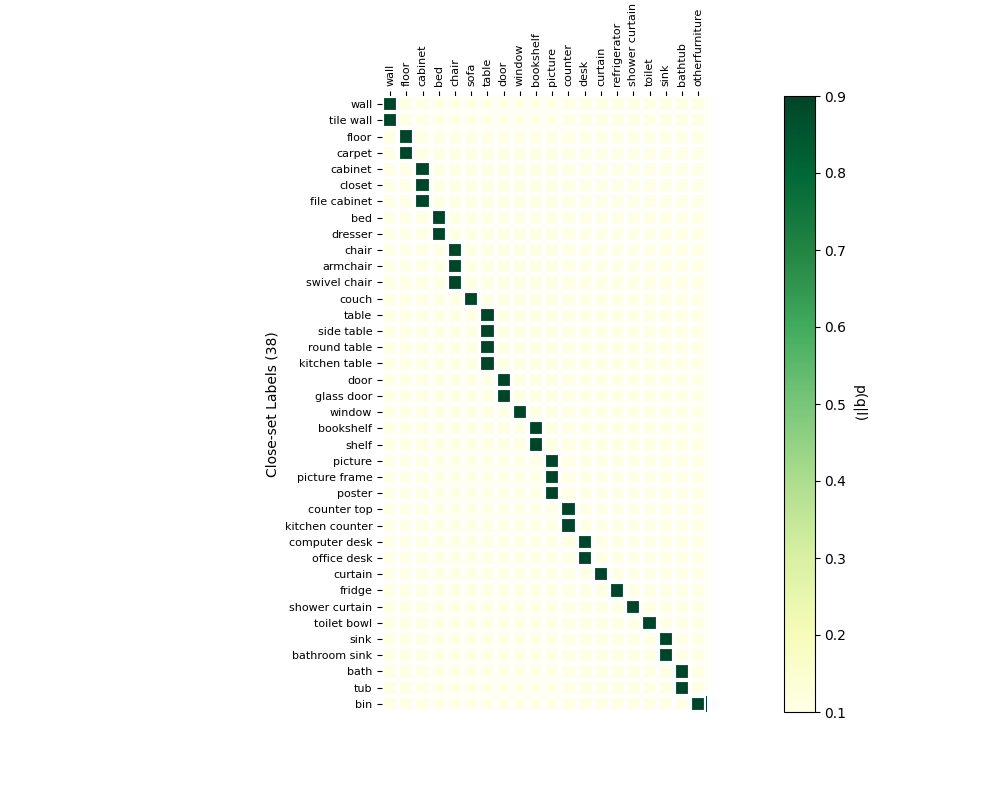 wall
floor
cabinet
bed
chair
sofa
table
door
window
bookshelf
picture
counter
desk
curtain
refrigerator
shower curtain
toilet
sink
bathtub
otherfurniture
Close-set Labels (38)
wall
tile wall
floor
carpet
cabinet
closet
file cabinet
bed
dresser
chair
armchair
swivel chair
couch
table
side table
round table
kitchen table
door
glass door
window
bookshelf
shelf
picture
picture frame
poster
counter top
kitchen counter
computer desk
office desk
curtain
fridge
shower curtain
toilet bowl
sink
bathroom sink
bath
tub
bin
0.9
0.8
0.7
0.6
0.5
0.4
0.3
0.2
0.1
p(q|l)